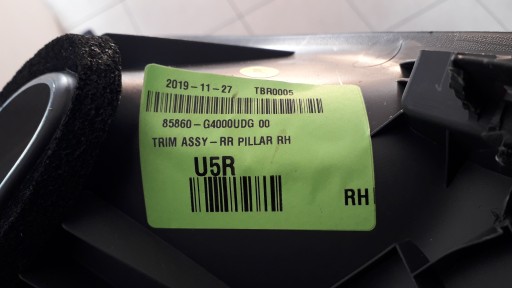 2019-11-27 TBR0005
85860-G4000UDG 00
TRIM ASSY-RR PILLAR RH
U5R
RH